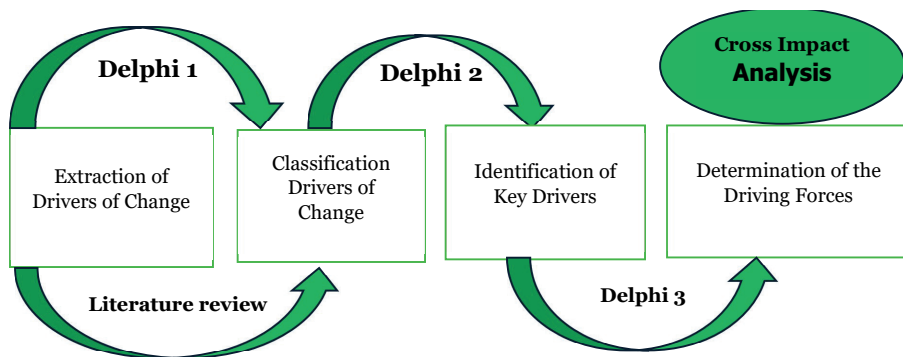 Delphi 1
Delphi 2
Cross Impact
Analysis
Extraction of
Drivers of Change
Classification
Drivers of
Change
Identification of
Key Drivers
Determination of the
Driving Forces
Literature review
Delphi 3